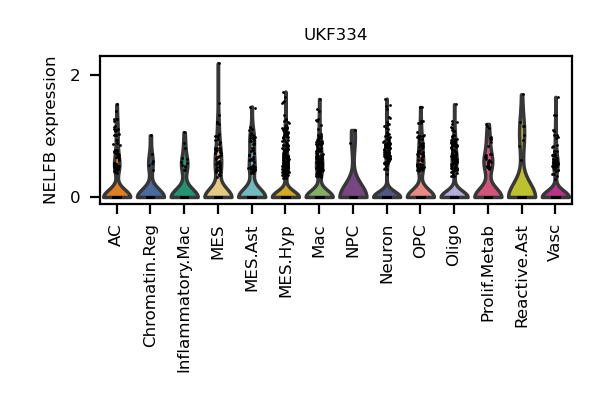 UKF334
NELFB expression
2
0
AC
Chromatin.Reg
Inflammatory.Mac
MES
MES.Ast
MES.Hyp
Mac
NPC
Neuron
OPC
Oligo
Prolif.Metab
Reactive.Ast
Vasc